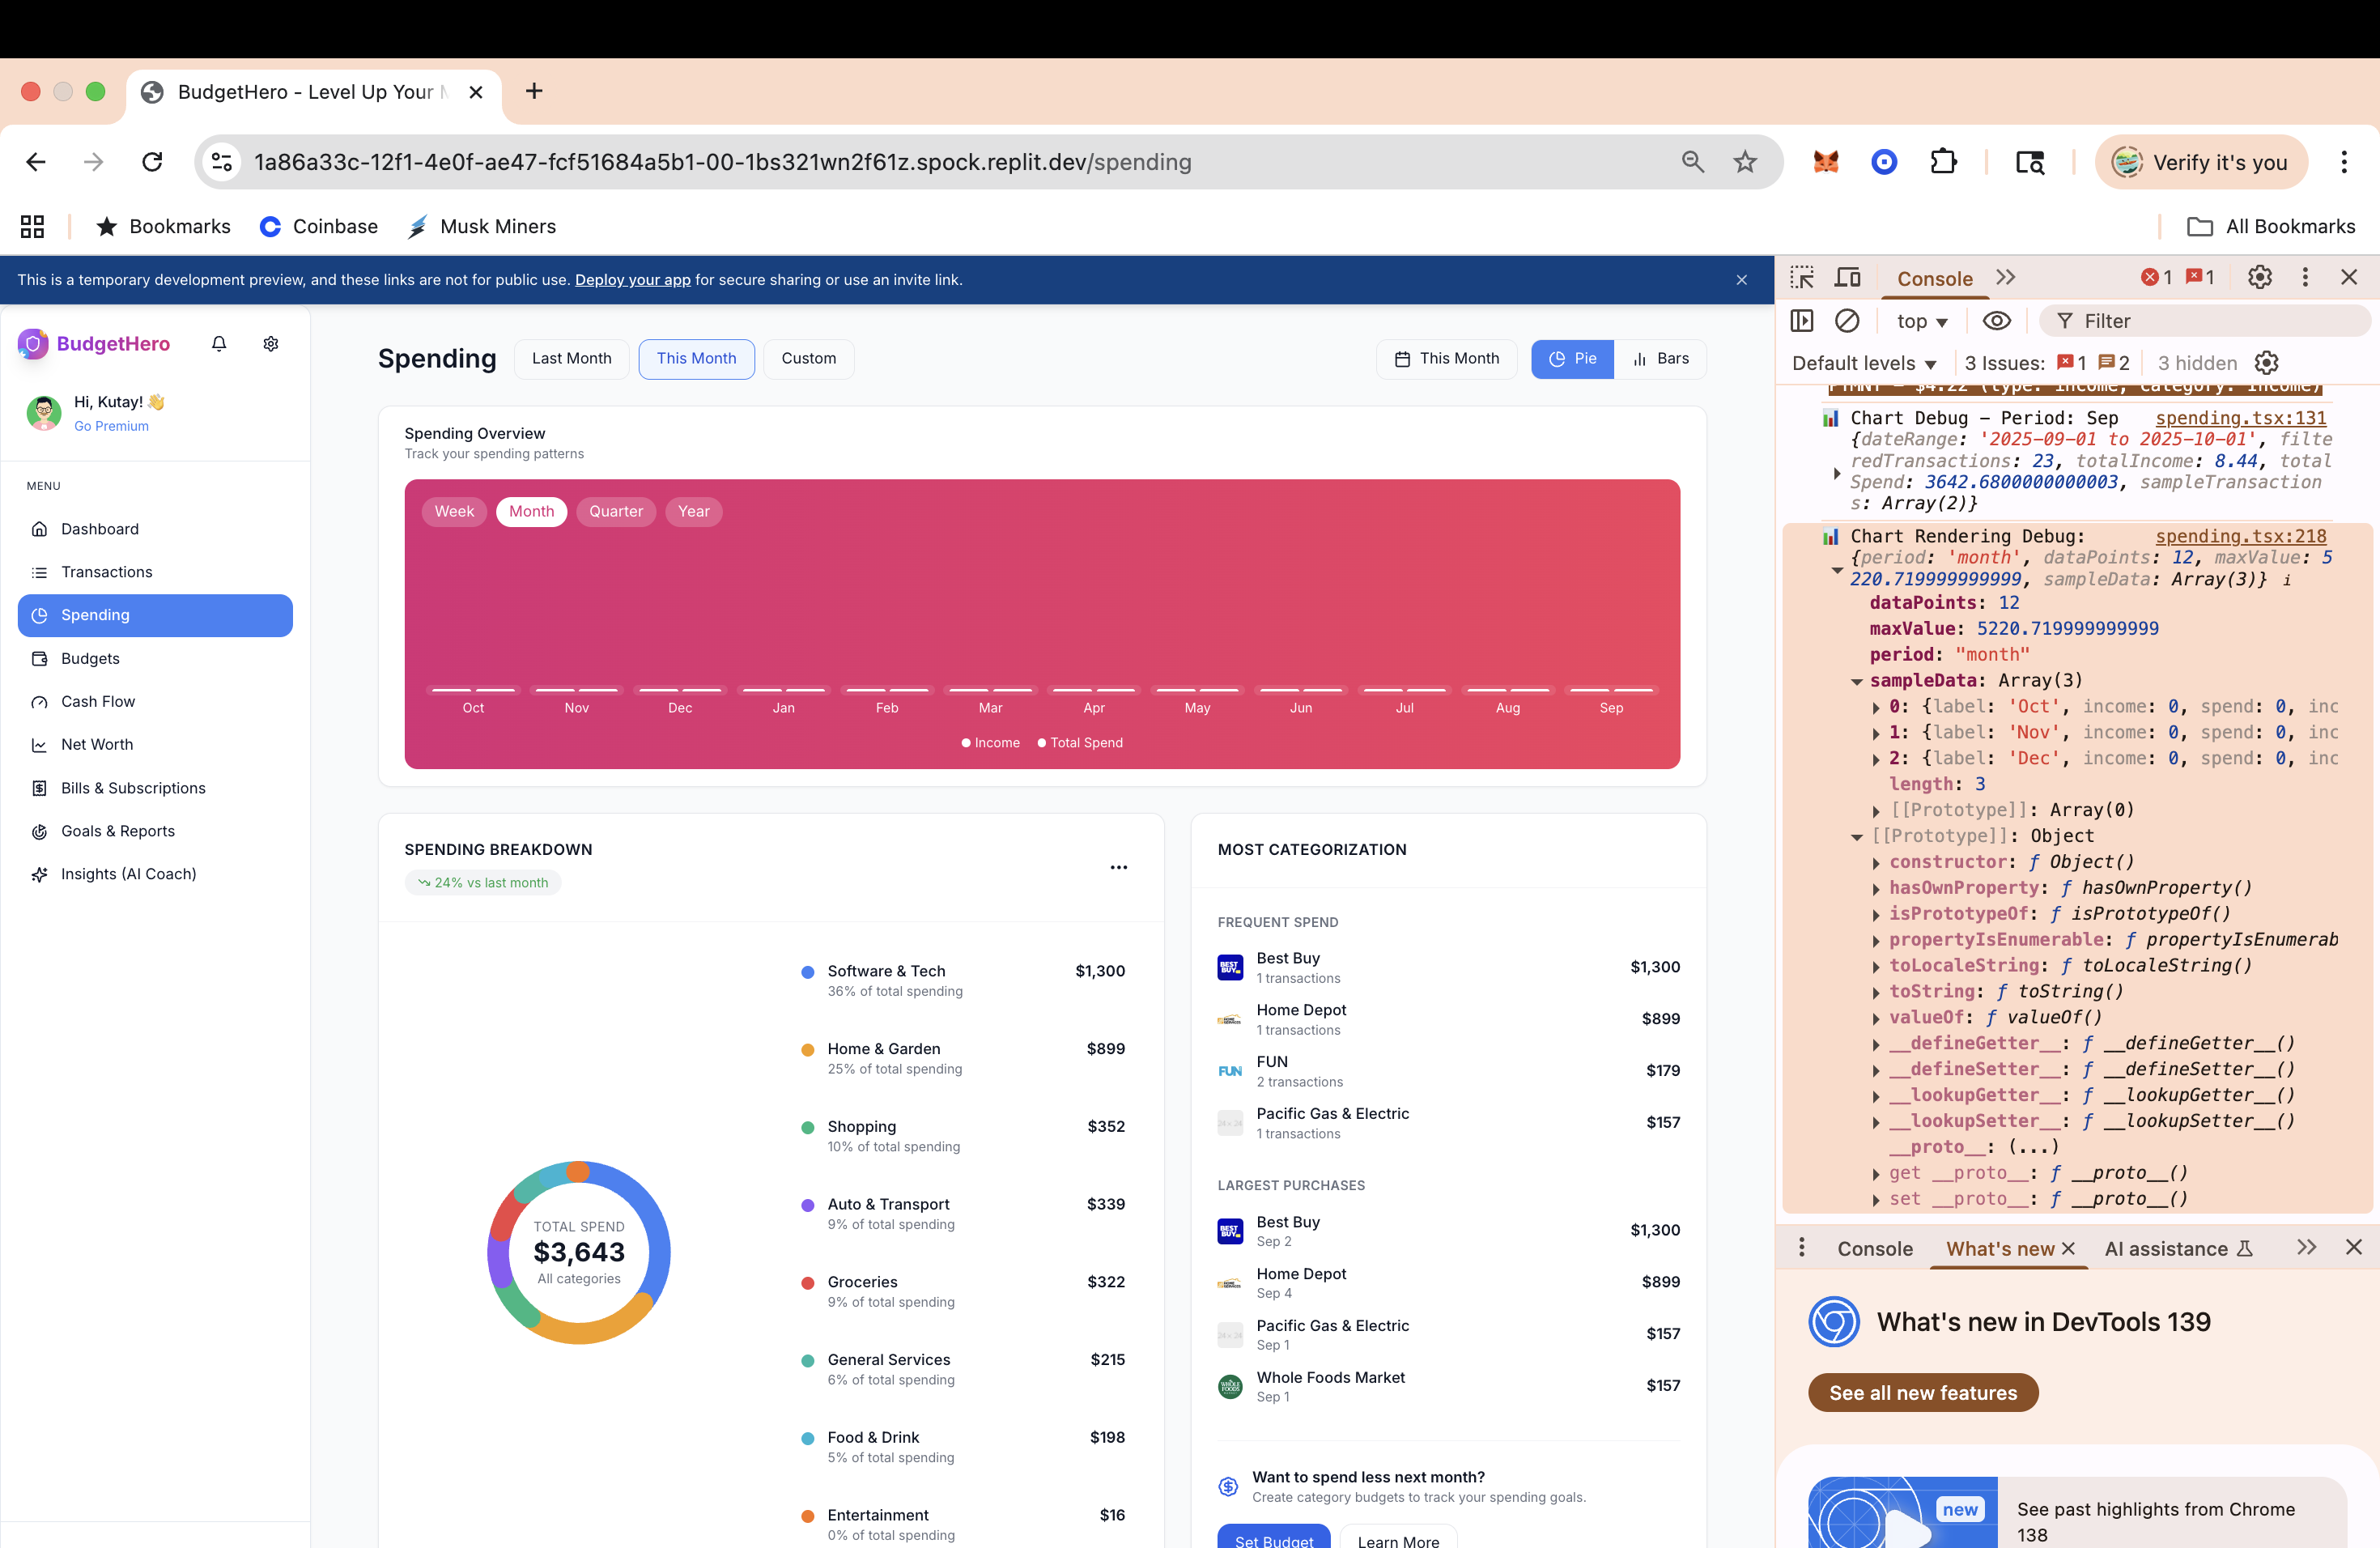 BudgetHero - Level Up Your M
1a86a33c-12f1-4e0f-ae47-fcf51684a5b1-00-1bs321wn2f61z.spock.replit.dev/spending
Verify it's you
Bookmarks
Coinbase
Musk Miners
All Bookmarks
This is a temporary development preview, and these links are not for public use. Deploy your app for secure sharing or use an invite link.
BudgetHero
Hi, Kutay! 👋
Go Premium
MENU
Dashboard
Transactions
Spending
Budgets
Cash Flow
Net Worth
Bills & Subscriptions
Goals & Reports
Insights (AI Coach)
Spending
Last Month
This Month
Custom
This Month
Pie
Bars
Spending Overview
Track your spending patterns
Week
Month
Quarter
Year
Oct
Nov
Dec
Jan
Feb
Mar
Apr
May
Jun
Jul
Aug
Sep
Income
Total Spend
SPENDING BREAKDOWN
24% vs last month
TOTAL SPEND
$3,643
All categories
Software & Tech $1,300
36% of total spending
Home & Garden $899
25% of total spending
Shopping $352
10% of total spending
Auto & Transport $339
9% of total spending
Groceries $322
9% of total spending
General Services $215
6% of total spending
Food & Drink $198
5% of total spending
Entertainment $16
0% of total spending
MOST CATEGORIZATION
FREQUENT SPEND
BEST BUY
Best Buy $1,300
1 transactions
Home Depot $899
1 transactions
FUN
FUN $179
2 transactions
Pacific Gas & Electric $157
1 transactions
LARGEST PURCHASES
BEST BUY
Best Buy $1,300
Sep 2
Home Depot $899
Sep 4
Pacific Gas & Electric $157
Sep 1
Whole Foods Market $157
Sep 1
Want to spend less next month?
Create category budgets to track your spending goals.
Set Budget
Learn More
Console
1
1
top
Filter
Default levels
3 Issues: 1 2
3 hidden
PYMNT - $4.22 (type: income, category: Income)
Chart Debug - Period: Sep spending.tsx:131
{dateRange: '2025-09-01 to 2025-10-01', filte
redTransactions: 23, totalIncome: 8.44, total
Spend: 3642.6800000000003, sampleTransaction
s: Array(2)}
Chart Rendering Debug: spending.tsx:218
{period: 'month', dataPoints: 12, maxValue: 5
220.719999999999, sampleData: Array(3)} i
dataPoints: 12
maxValue: 5220.719999999999
period: "month"
sampleData: Array(3)
0: {label: 'Oct', income: 0, spend: 0, inc
1: {label: 'Nov', income: 0, spend: 0, inc
2: {label: 'Dec', income: 0, spend: 0, inc
length: 3
[[Prototype]]: Array(0)
[[Prototype]]: Object
constructor: ƒ Object()
hasOwnProperty: ƒ hasOwnProperty()
isPrototypeOf: ƒ isPrototypeOf()
propertyIsEnumerable: ƒ propertyIsEnumerab
toLocaleString: ƒ toLocaleString()
toString: ƒ toString()
valueOf: ƒ valueOf()
__defineGetter__: ƒ __defineGetter__()
__defineSetter__: ƒ __defineSetter__()
__lookupGetter__: ƒ __lookupGetter__()
__lookupSetter__: ƒ __lookupSetter__()
__proto__: (...)
get __proto__: ƒ __proto__()
set __proto__: ƒ __proto__()
Console
What's new
AI assistance
What's new in DevTools 139
See all new features
new
See past highlights from Chrome
138